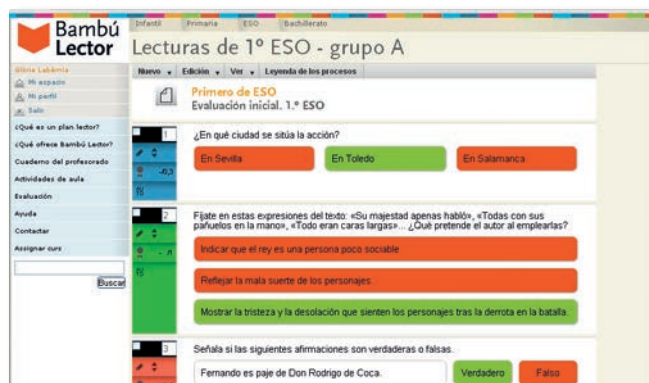 Bambú
Lector
Infantil Primaria ESO Bachillerato
Lecturas de 1º ESO - grupo A
Mi espacio
Mi perfil
Salir
¿Qué es un plan lector?
¿Qué ofrece Bambú Lector?
Cuaderno del profesorado
Actividades de aula
Evaluación
Ayuda
Contactar
Assignar curs
Buscar
Nuevo Edición Ver Leyenda de los procesos
Primero de ESO
Evaluación inicial. 1.º ESO
1
¿En qué ciudad se sitúa la acción?
En Sevilla En Toledo En Salamanca
2
Fíjate en estas expresiones del texto: «Su majestad apenas habló», «Todas con sus
pañuelos en la mano», «Todo eran caras largas»... ¿Qué pretende el autor al emplearlas?
Indicar que el rey es una persona poco sociable
Reflejar la mala suerte de los personajes.
Mostrar la tristeza y la desolación que sienten los personajes tras la derrota en la batalla.
3
Señala si las siguientes afirmaciones son verdaderas o falsas.
Fernando es paje de Don Rodrigo de Coca. Verdadero Falso